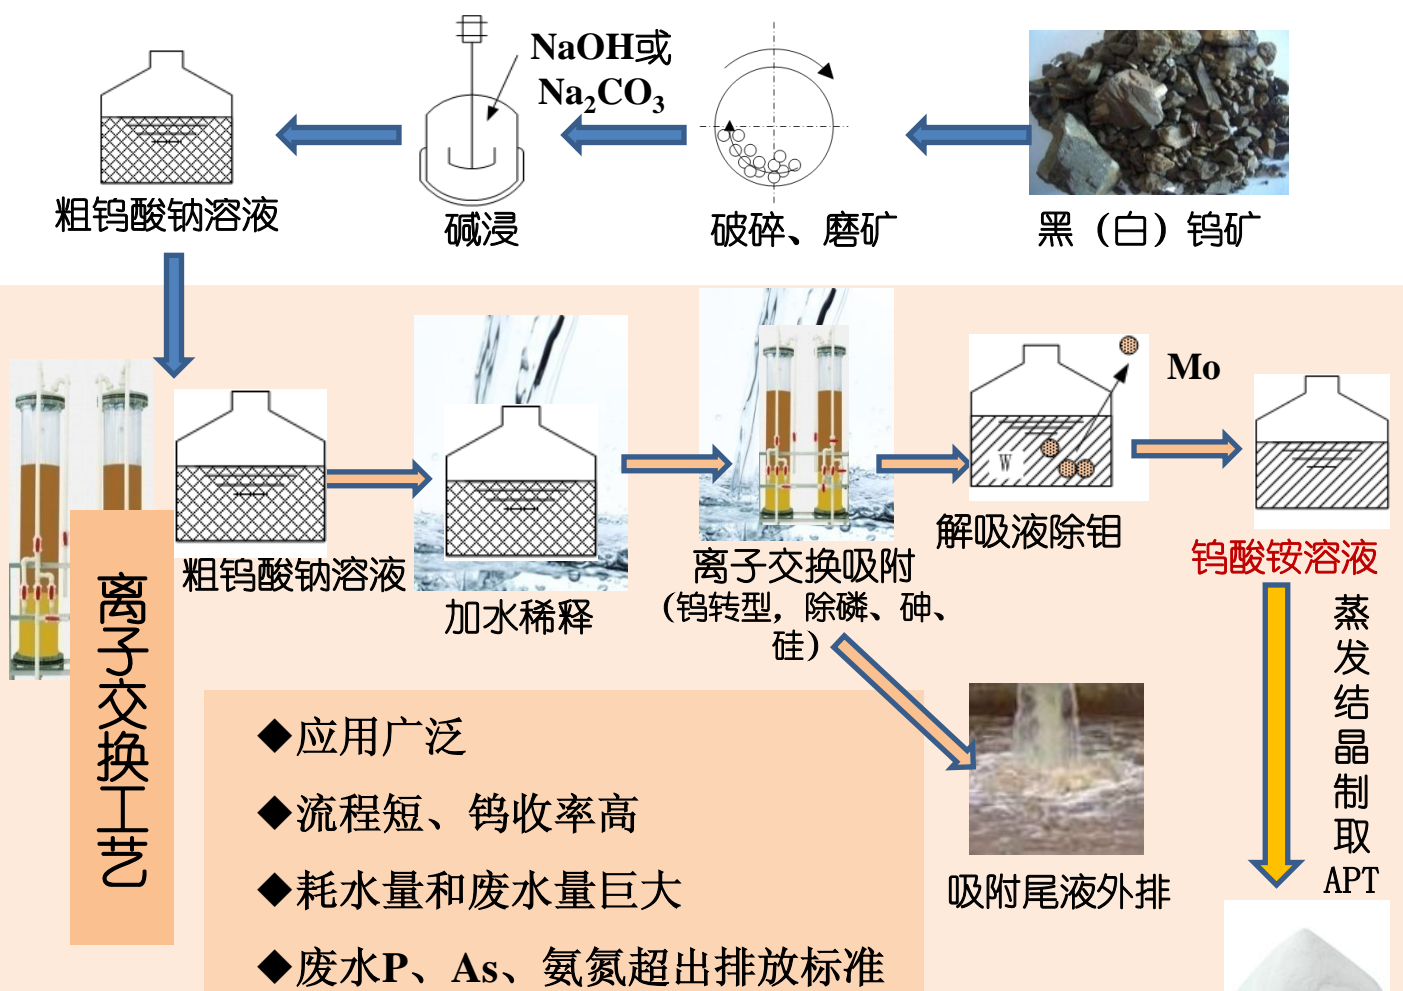 NaOH或
Na₂CO₃
粗钨酸钠溶液
碱浸
破碎、磨矿
黑（白）钨矿
Mo
W
粗钨酸钠溶液
加水稀释
离子交换吸附
（钨转型，除磷、砷、
硅）
解吸液除钼
钨酸铵溶液
离子交换工艺
蒸发结晶制取
APT
吸附尾液外排
◆应用广泛
◆流程短、钨收率高
◆耗水量和废水量巨大
◆废水P、As、氨氮超出排放标准